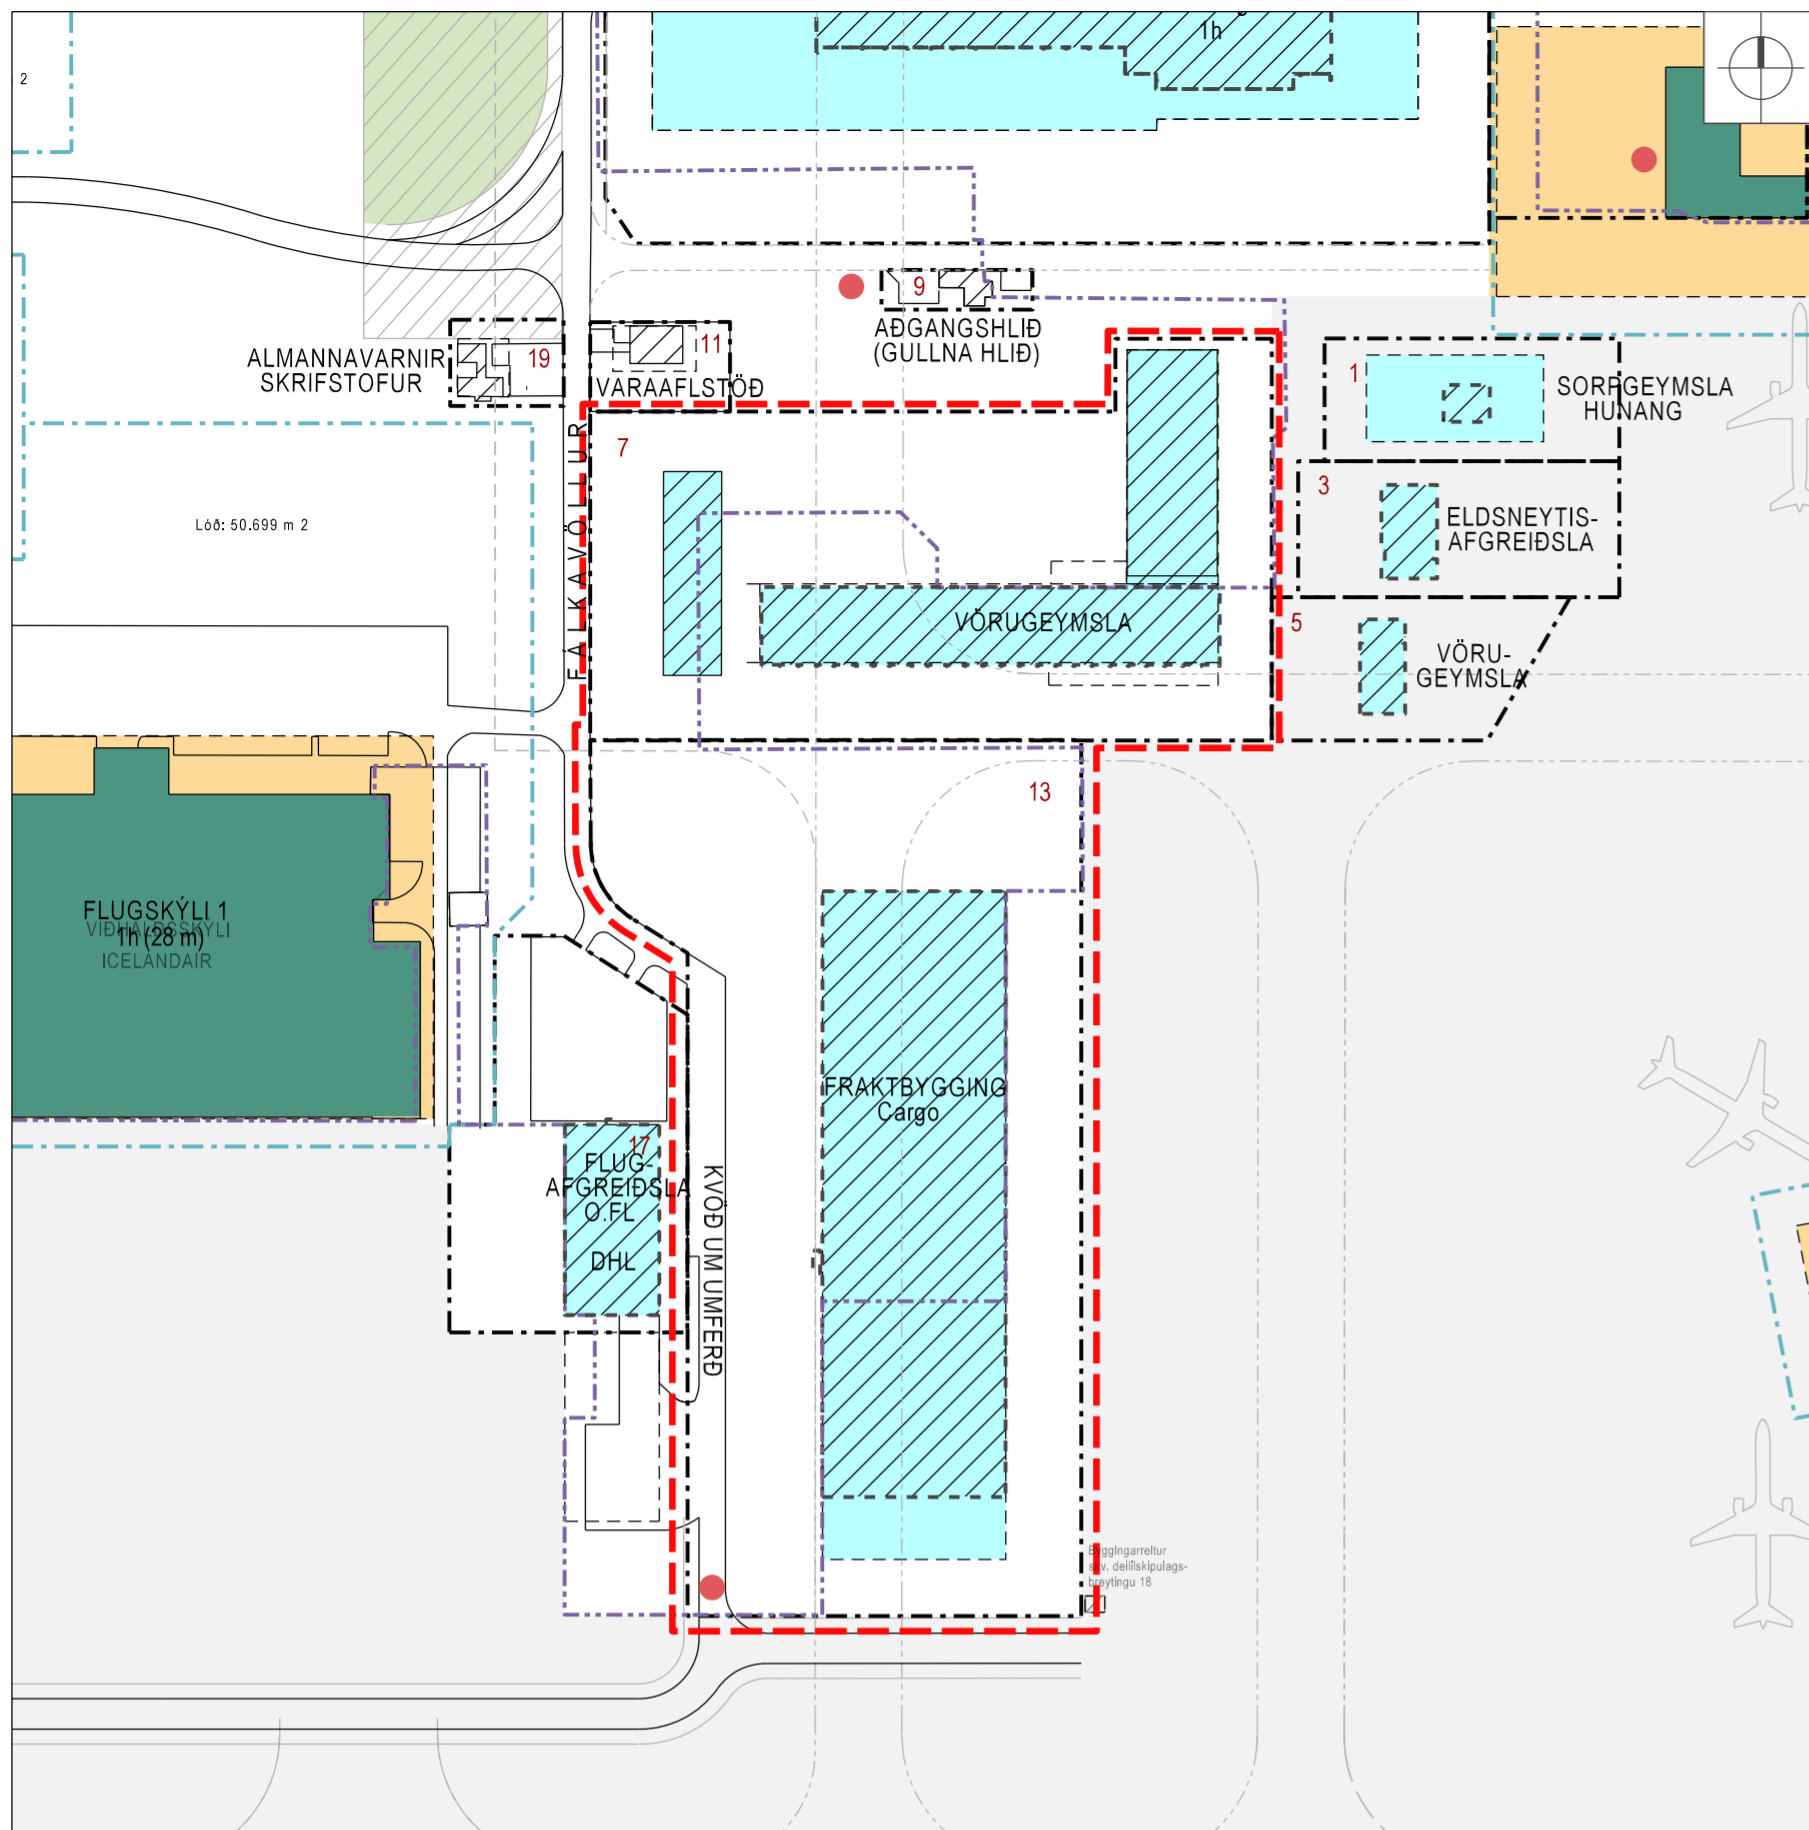 1h
2
9
AÐGANGSHLIÐ
(GULLNA HLIÐ)
ALMANNAVARNIR
SKRIFSTOFUR
19
11
VARAAFLSTÖÐ
1
SORPGEYMSLA
HUNANG
7
FÁLKAVÖLLUR
3
ELDSNEYTIS-
AFGREIÐSLA
Lóð: 50.699 m 2
VÖRUGEYMSLA
5
VÖRU-
GEYMSLA
13
FLUGSKÝLI 1
VIÐHALDSSKÝLI
1h (28 m)
ICELANDAIR
FRAKTBYGGING
Cargo
17
FLUG-
AFGREIÐSLA
O.FL
DHL
KVÖÐ UM UMFERÐ
Byggingarreitur
skv. deiliskipulags-
breytingu 18